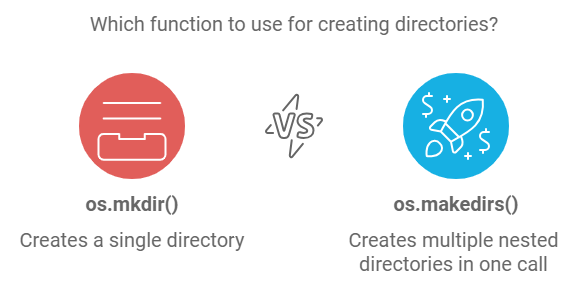 Which function to use for creating directories?
VS
os.mkdir()
os.makedirs()
Creates a single directory
Creates multiple nested
directories in one call